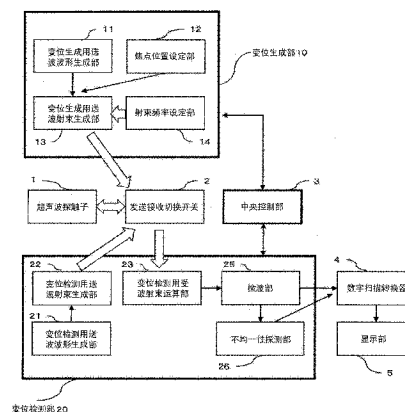 11
12
变位生成用送
波波形生成部
焦点位置设定部
变位生成部10
变位生成用送
波射束生成部
射束频率设定部
13
14
1
2
3
超声波探触子
发送接收切换开关
中央控制部
22
23
25
4
变位检测用送
波射束生成部
变位检测用受
波射束运算部
检波部
数字扫描转换器
21
变位检测用送
波波形生成部
不均一性探测部
显示部
26
5
变位检测部20